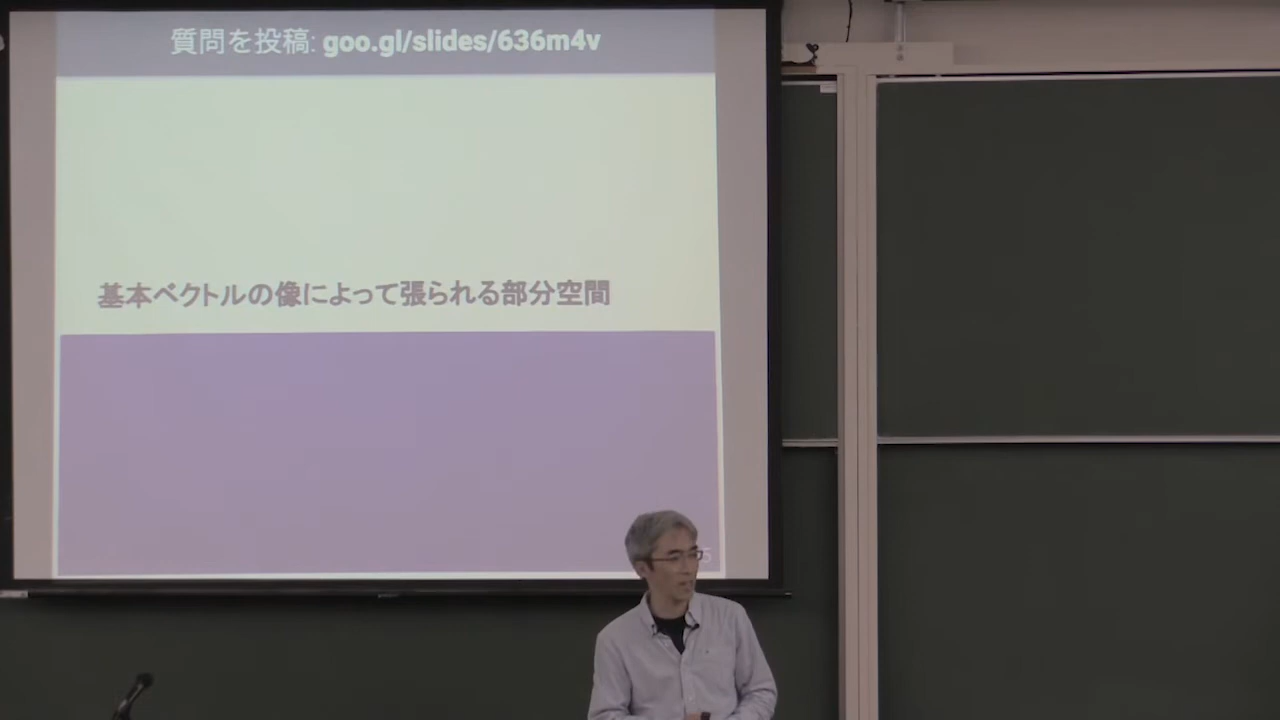 質問を投稿: goo.gl/slides/636m4v
基本ベクトルの像によって張られる部分空間